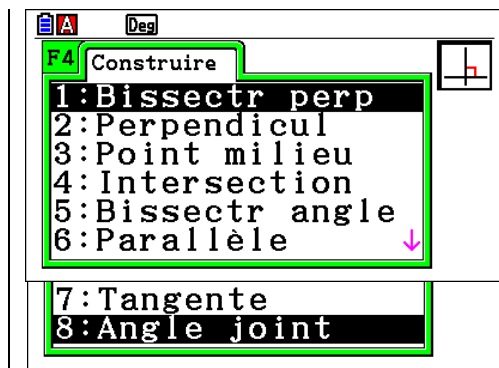 A Deg
F4 Construire
1:Bissectr perp
2:Perpendicul
3:Point milieu
4:Intersection
5:Bissectr angle
6:Parallèle
7:Tangente
8:Angle joint